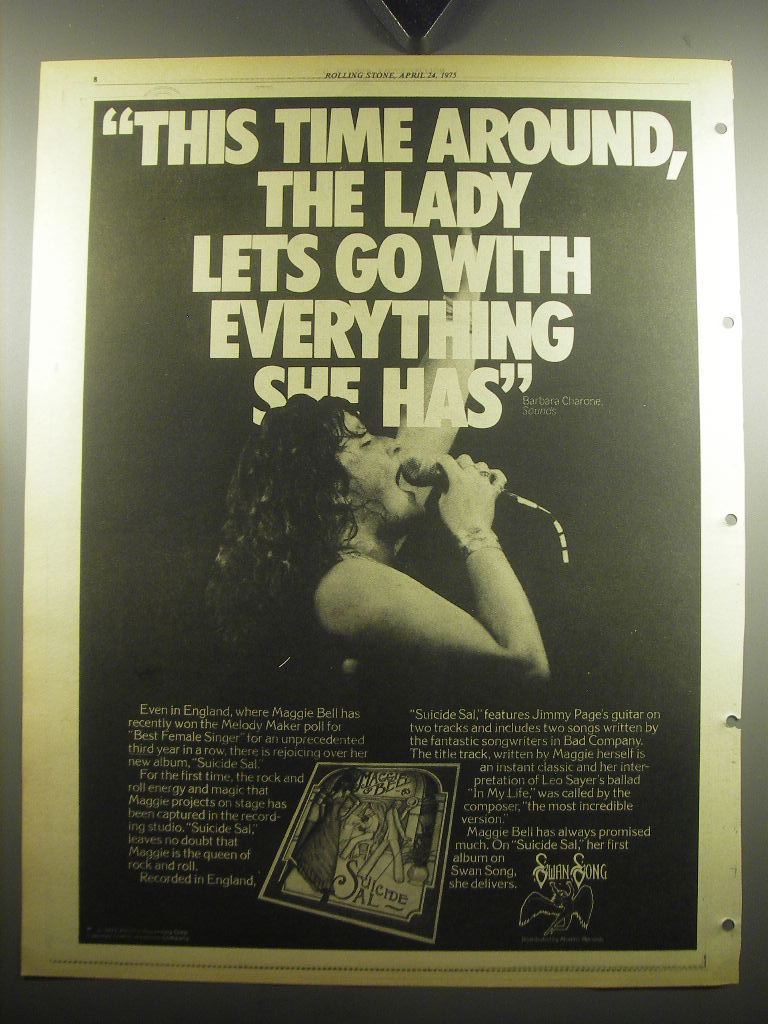 8
ROLLING STONE, APRIL 24, 1975
“THIS TIME AROUND,
THE LADY
LETS GO WITH
EVERYTHING
SHE HAS”
Barbara Charone,
Sounds
Even in England, where Maggie Bell has
recently won the Melody Maker poll for
“Best Female Singer” for an unprecedented
third year in a row, there is rejoicing over her
new album, “Suicide Sal.”
For the first time, the rock and
roll energy and magic that
Maggie projects on stage has
been captured in the record-
ing studio. “Suicide Sal,”
leaves no doubt that
Maggie is the queen of
rock and roll.
Recorded in England,
“Suicide Sal,” features Jimmy Page's guitar on
two tracks and includes two songs written by
the fantastic songwriters in Bad Company.
The title track, written by Maggie herself is
an instant classic and her inter-
pretation of Leo Sayer's ballad
“In My Life,” was called by the
composer, “the most incredible
version.”
Maggie Bell has always promised
much. On “Suicide Sal,” her first
album on
Swan Song,
she delivers.
MAGGIE
BELL
SUICIDE
SAL
SWAN SONG
Distributed by Atlantic Records